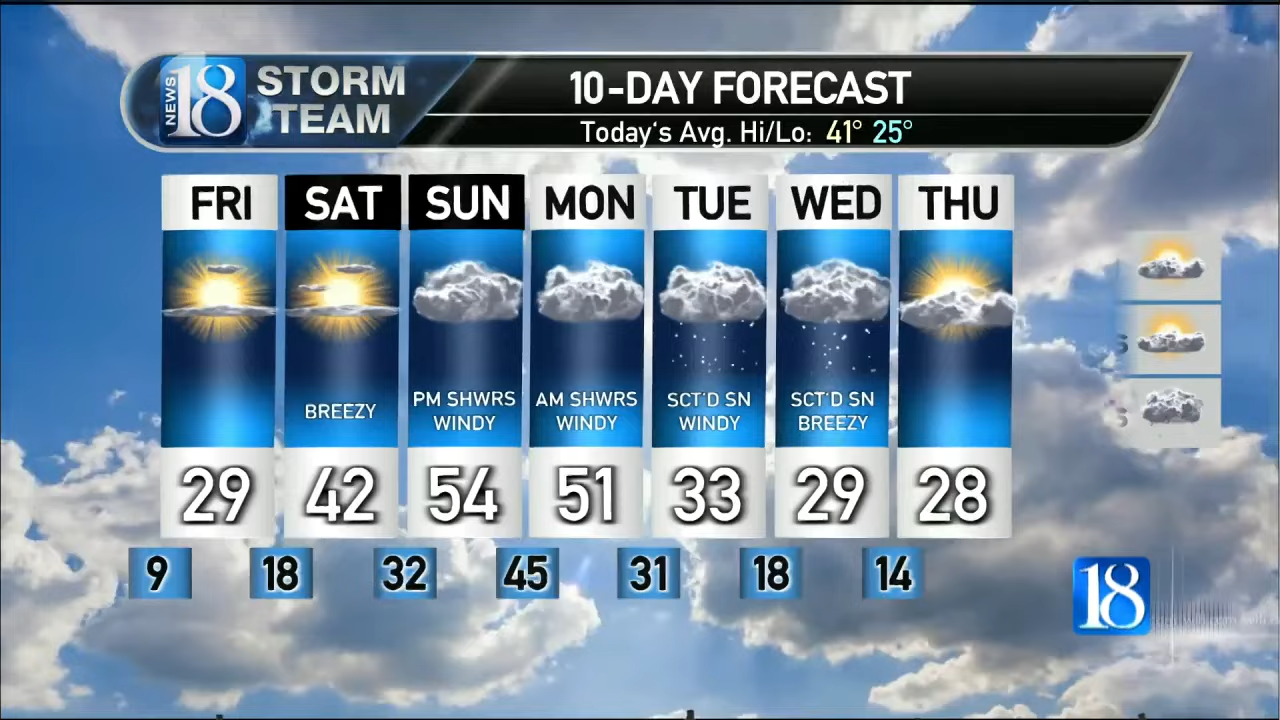 NEWS 18
STORM
TEAM
10-DAY FORECAST
Today's Avg. Hi/Lo: 41° 25°
FRI SAT SUN MON TUE WED THU
BREEZY
PM SHWRS
WINDY
AM SHWRS
WINDY
SCT'D SN
WINDY
SCT'D SN
BREEZY
29 42 54 51 33 29 28
9 18 32 45 31 18 14
18